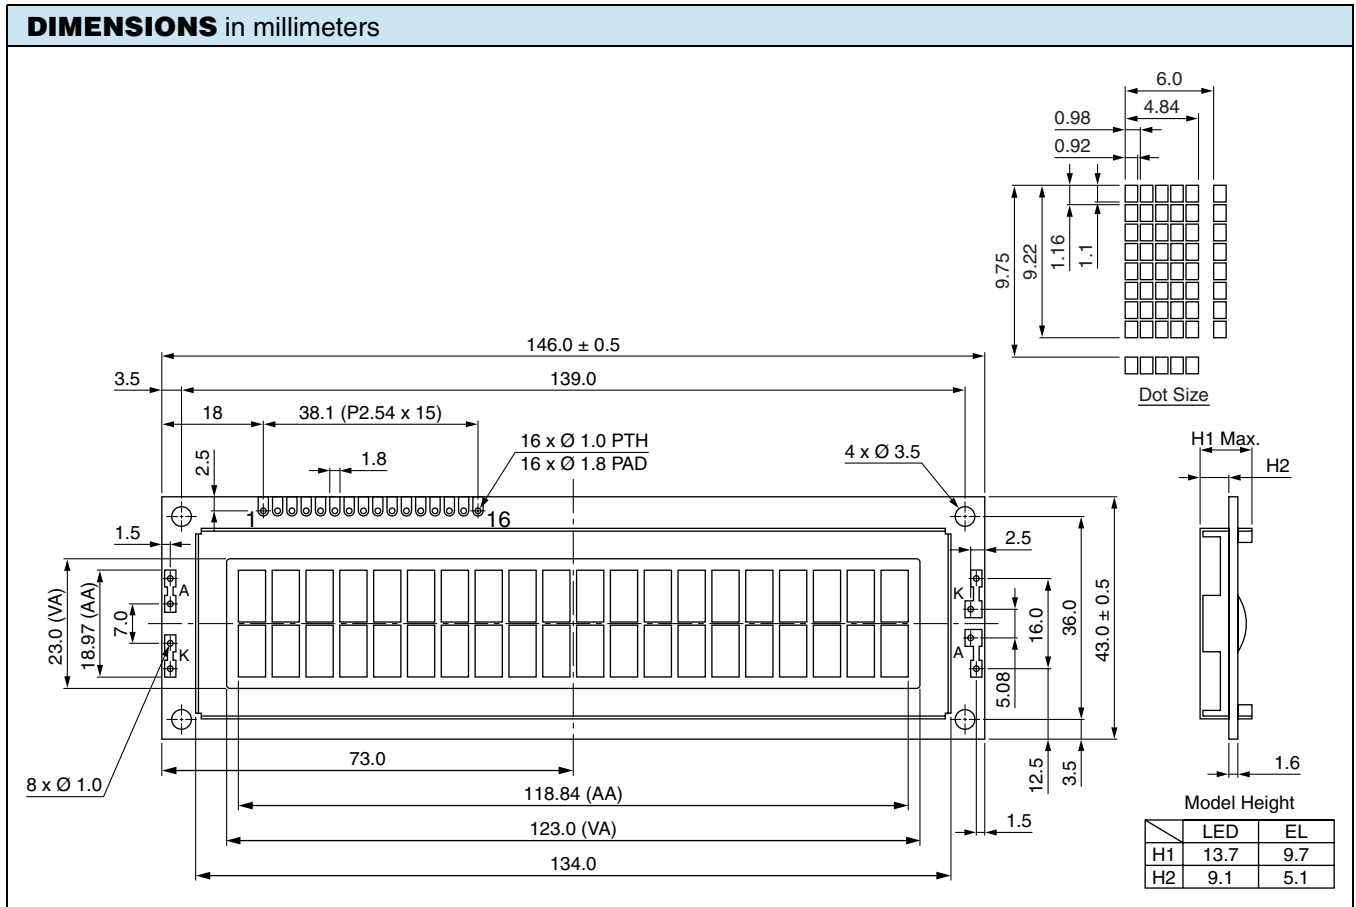 DIMENSIONS in millimeters
6.0
4.84
0.98
0.92
9.75
9.22
1.16
1.1
Dot Size
146.0 ± 0.5
3.5
139.0
18
38.1 (P2.54 x 15)
2.5
1.8
16 x Ø 1.0 PTH
16 x Ø 1.8 PAD
4 x Ø 3.5
H1 Max.
H2
1
16
1.5
2.5
A
K
K
A
23.0 (VA)
18.97 (AA)
7.0
16.0
36.0
43.0 ± 0.5
5.08
12.5
3.5
73.0
8 x Ø 1.0
118.84 (AA)
123.0 (VA)
134.0
1.5
1.6
Model Height
LED EL
H1 13.7 9.7
H2 9.1 5.1